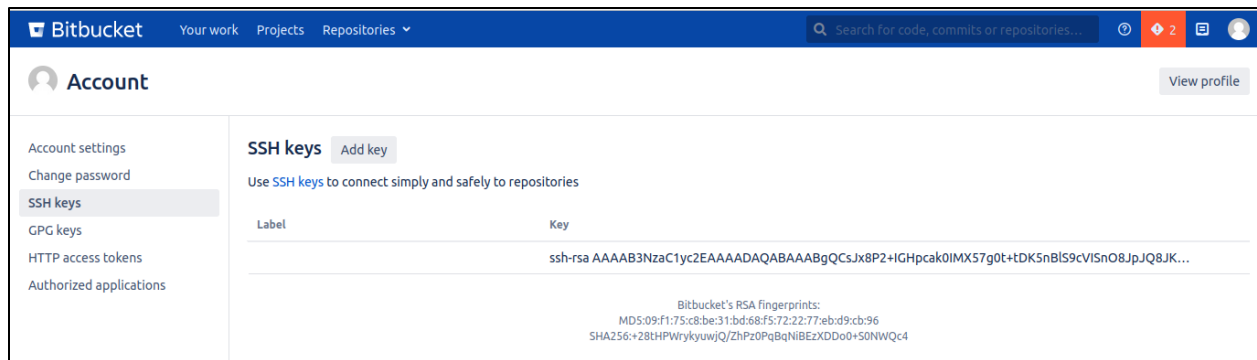 Bitbucket Your work Projects Repositories Search for code, commits or repositories... 2
Account View profile
Account settings
Change password
SSH keys
GPG keys
HTTP access tokens
Authorized applications
SSH keys Add key
Use SSH keys to connect simply and safely to repositories
Label Key
ssh-rsa AAAAB3NzaC1yc2EAAAADAQABAAABgQCsJx8P2+IGHpcak0IMX57g0t+tDK5nBlS9cVISnO8JpJQ8JK...
Bitbucket's RSA fingerprints:
MD5:09:f1:75:c8:be:31:bd:68:f5:72:22:77:eb:d9:cb:96
SHA256:+28tHPWrykyuwjQ/ZhPz0PqBqNiBEzXDDo0+S0NWQc4